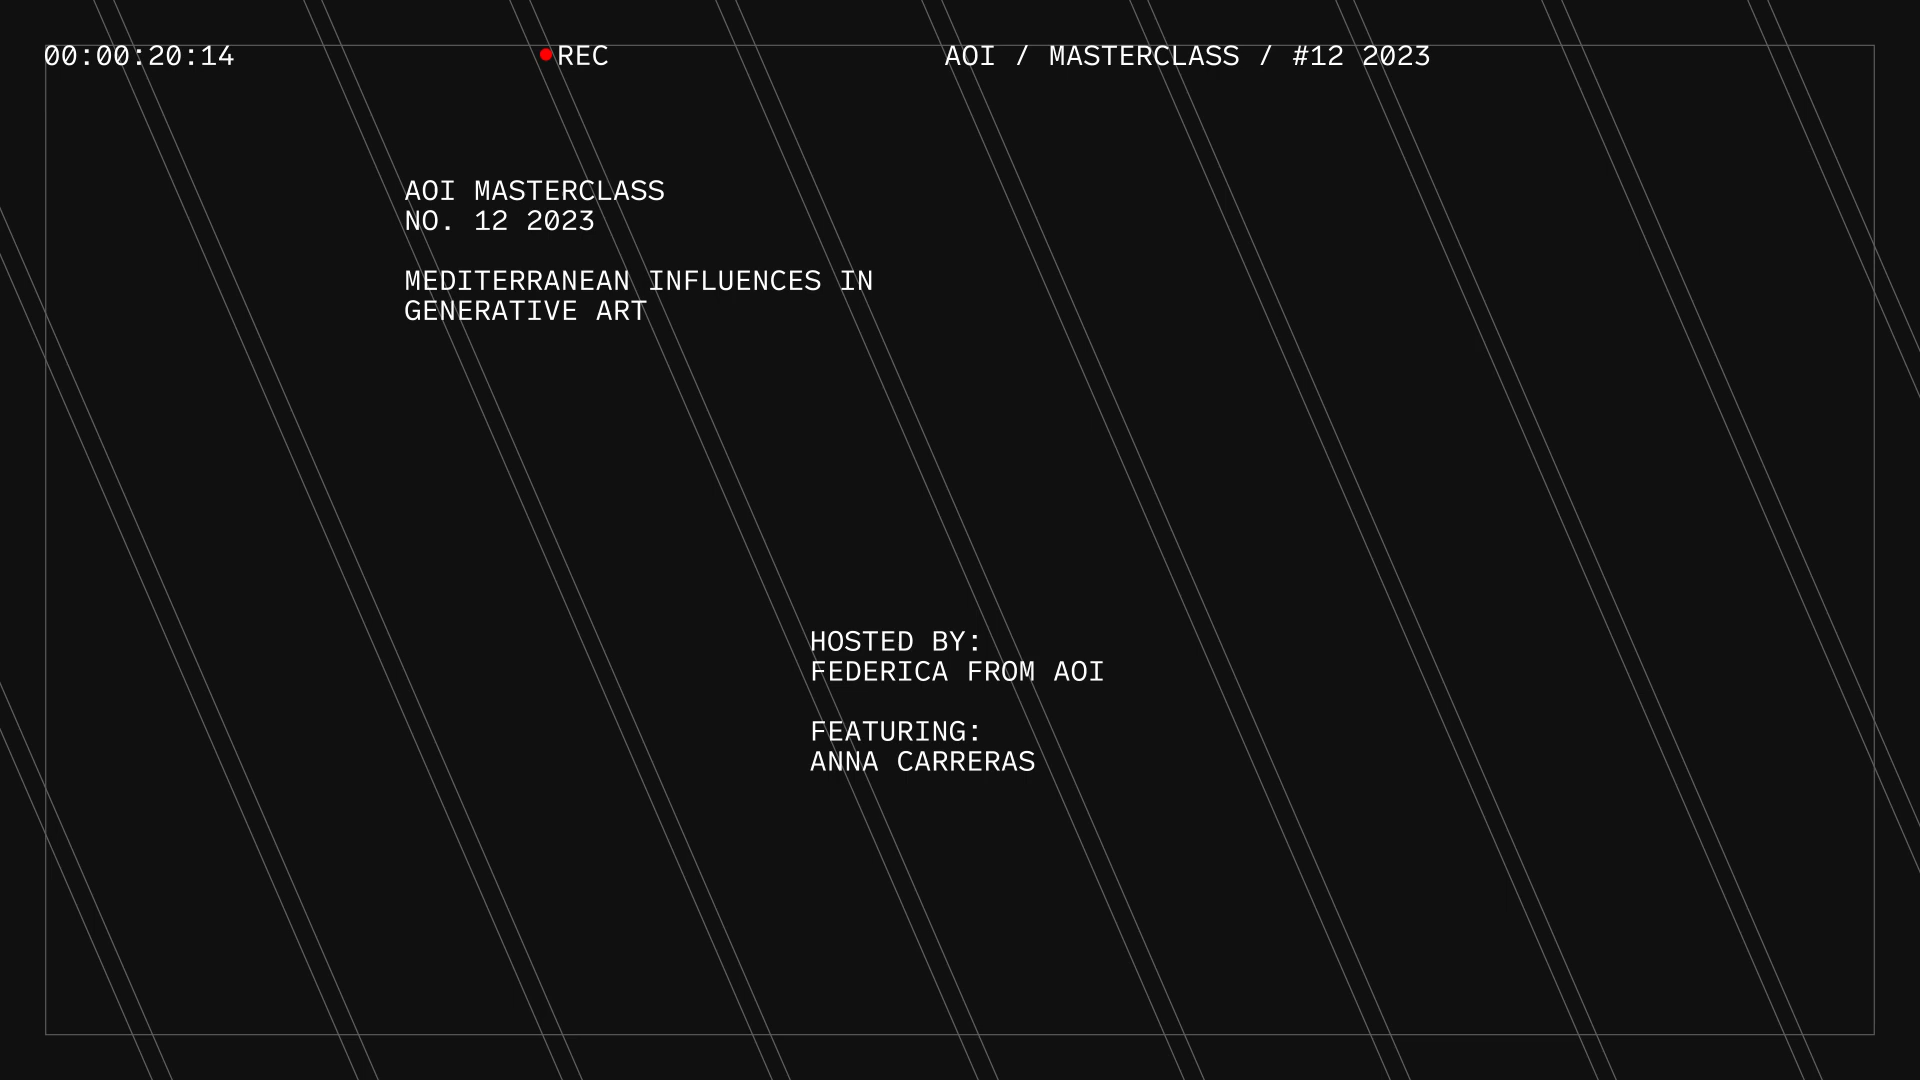 00:00:20:14
REC
AOI / MASTERCLASS / #12 2023
AOI MASTERCLASS
NO. 12 2023
MEDITERRANEAN INFLUENCES IN
GENERATIVE ART
HOSTED BY:
FEDERICA FROM AOI
FEATURING:
ANNA CARRERAS